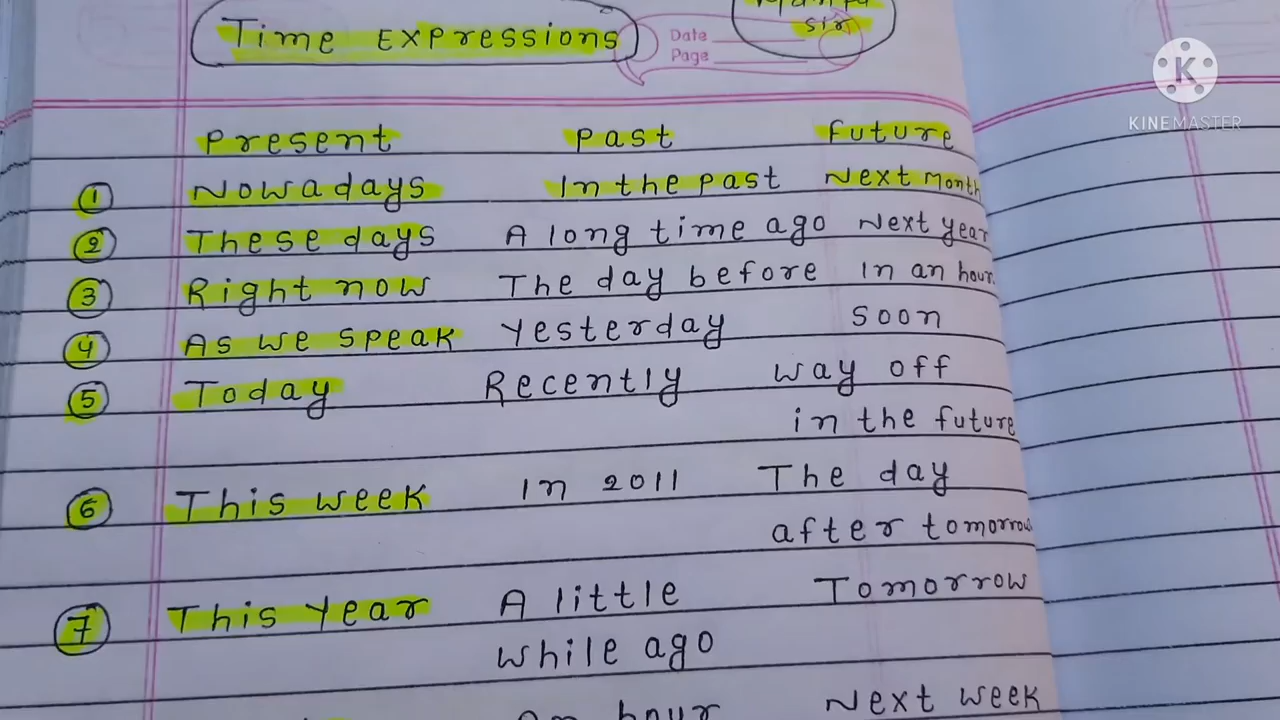 Time Expressions
sir
Date
Page
KINEMASTER
Present Past Future
1 Nowadays In the past Next Month
2 These days A long time ago Next year
3 Right now The day before In an hour
4 As we speak Yesterday Soon
5 Today Recently way off
in the future
6 This week In 2011 The day
after tomorrow
7 This year A little Tomorrow
while ago
hour Next week